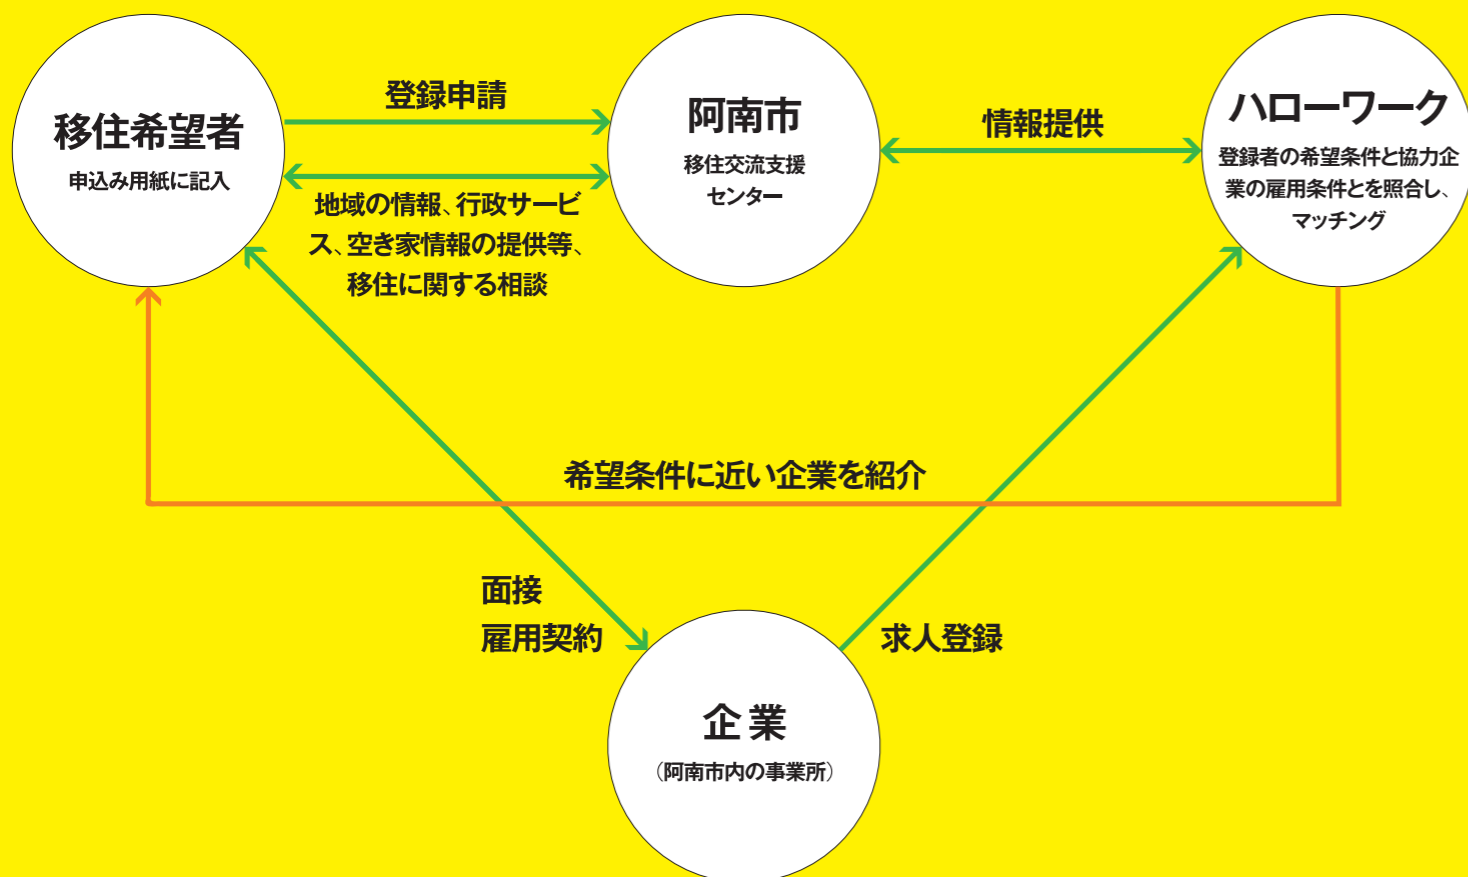 移住希望者
申込み用紙に記入
登録申請
地域の情報、行政サービ
ス、空き家情報の提供等、
移住に関する相談
阿南市
移住交流支援
センター
情報提供
ハローワーク
登録者の希望条件と協力企
業の雇用条件とを照合し、
マッチング
希望条件に近い企業を紹介
面接
雇用契約
求人登録
企業
（阿南市内の事業所）